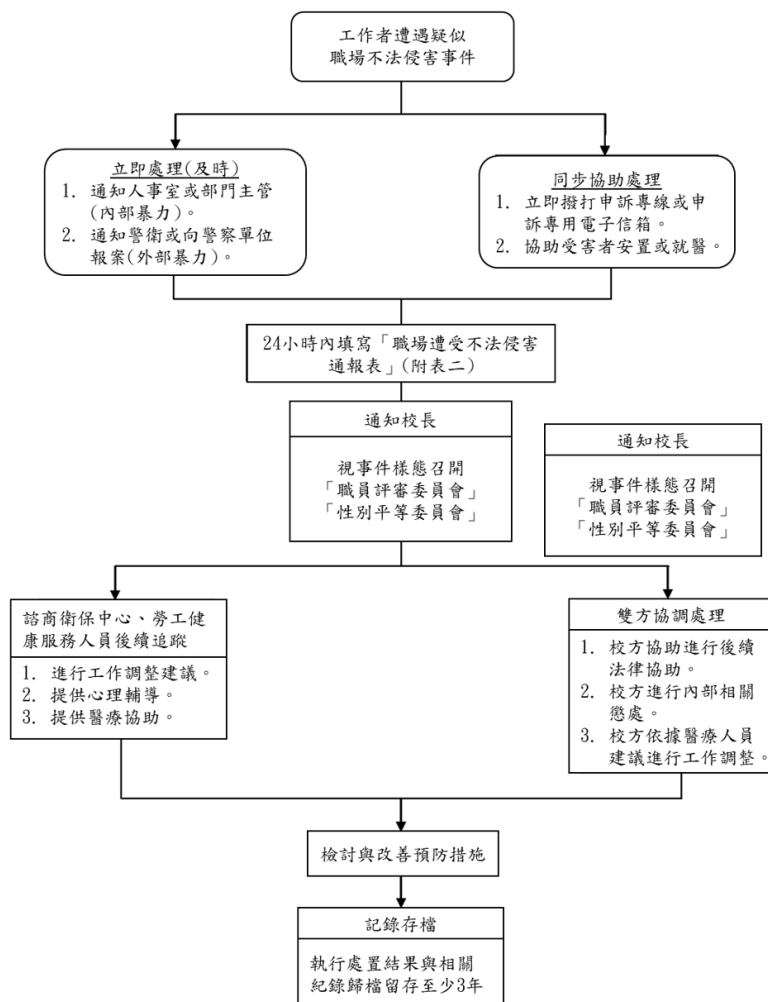 工作者遭遇疑似
職場不法侵害事件
立即處理(及時)
1. 通知人事室或部門主管
(內部暴力)。
2. 通知警衛或向警察單位
報案(外部暴力)。
同步協助處理
1. 立即撥打申訴專線或申
訴專用電子信箱。
2. 協助受害者安置或就醫。
24小時內填寫「職場遭受不法侵害
通報表」(附表二)
通知校長
視事件樣態召開
「職員評審委員會」
「性別平等委員會」
通知校長
視事件樣態召開
「職員評審委員會」
「性別平等委員會」
諮商衛保中心、勞工健
康服務人員後續追蹤
1. 進行工作調整建議。
2. 提供心理輔導。
3. 提供醫療協助。
雙方協調處理
1. 校方協助進行後續
法律協助。
2. 校方進行內部相關
懲處。
3. 校方依據醫療人員
建議進行工作調整。
檢討與改善預防措施
記錄存檔
執行處置結果與相關
紀錄歸檔留存至少3年